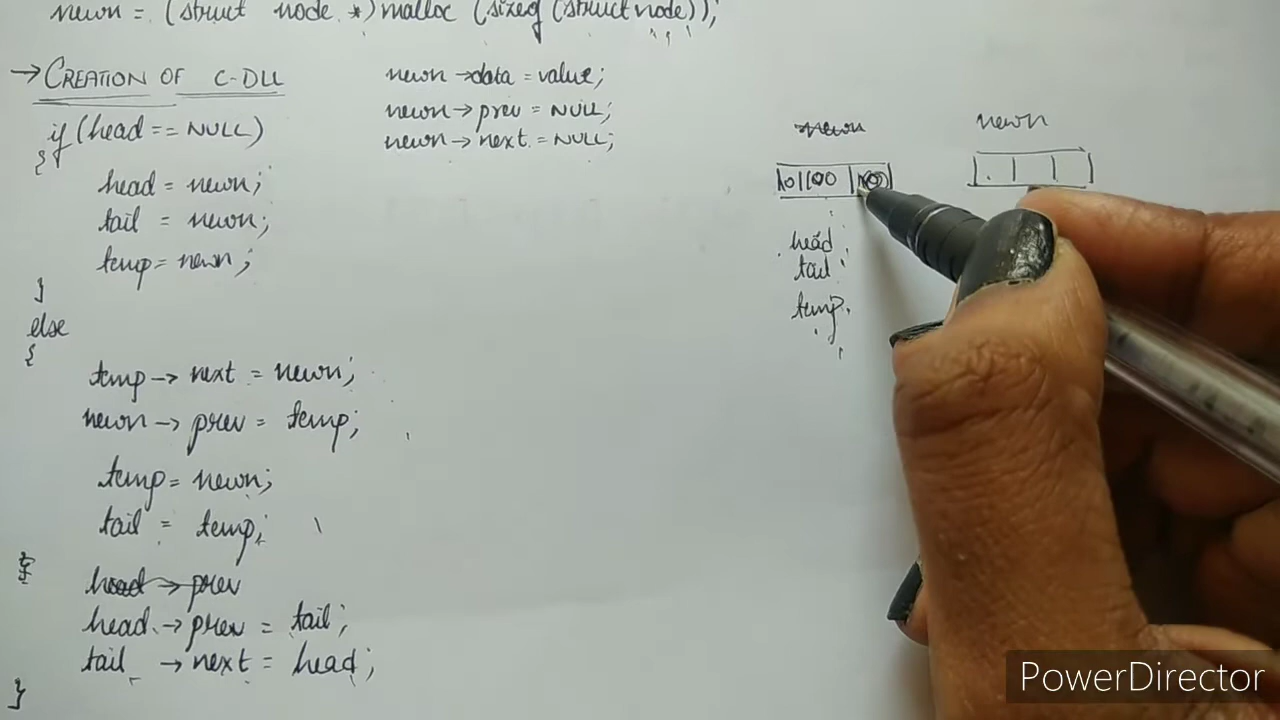 newn = (struct node *) malloc (sizeof (struct node));
→ CREATION OF C-DLL
newn → data = value;
newn → prev = NULL;
newn → next = NULL;
if (head == NULL)
{
head = newn;
tail = newn;
temp = newn;
}
else
{
temp → next = newn;
newn → prev = temp;
temp = newn;
tail = temp;
}
head → prev
head → prev = tail;
tail → next = head;
}
newn
newn
head
tail
temp
PowerDirector